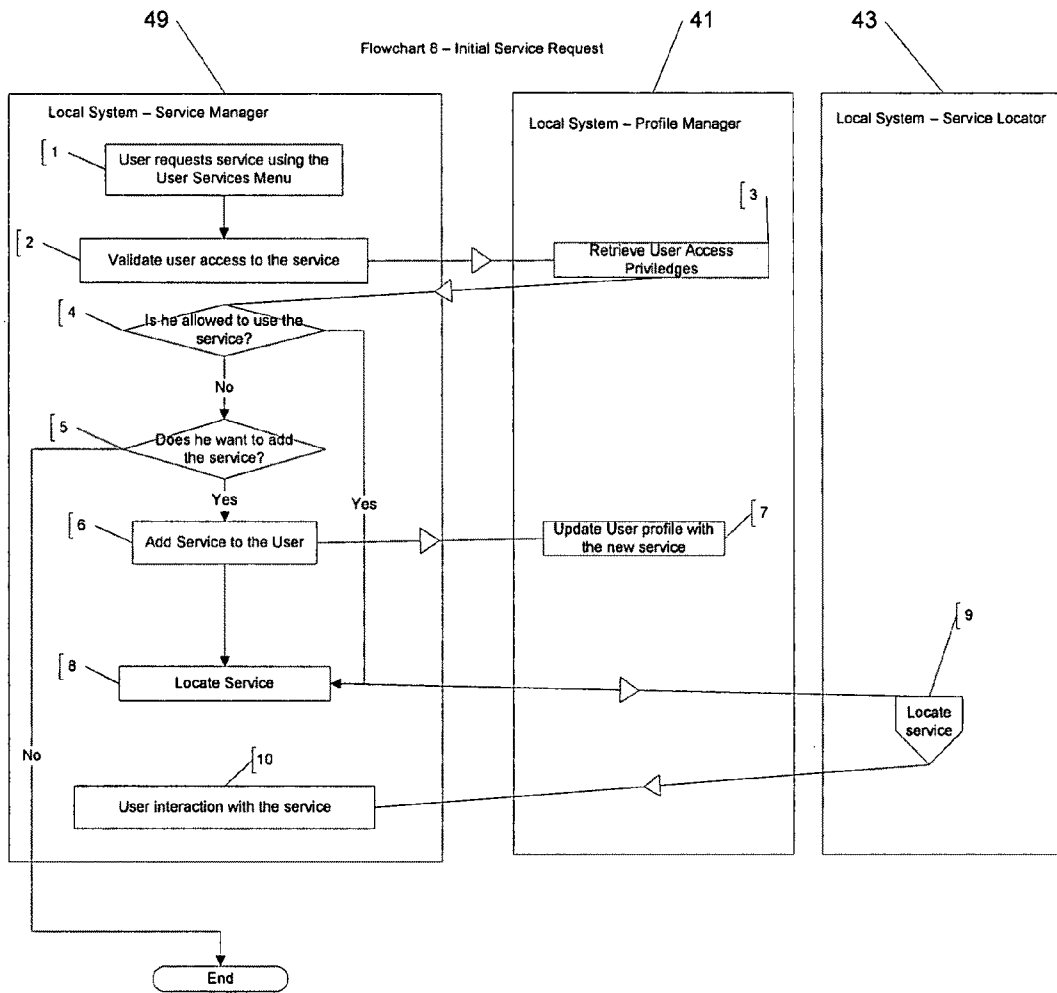 49
41
43
Flowchart 8 – Initial Service Request
Local System – Service Manager
Local System – Profile Manager
Local System – Service Locator
1
User requests service using the
User Services Menu
2
Validate user access to the service
3
Retrieve User Access
Priviledges
4
Is he allowed to use the
service?
No
5
Does he want to add
the service?
Yes
Yes
6
Add Service to the User
7
Update User profile with
the new service
8
Locate Service
9
Locate
service
No
10
User interaction with the service
End